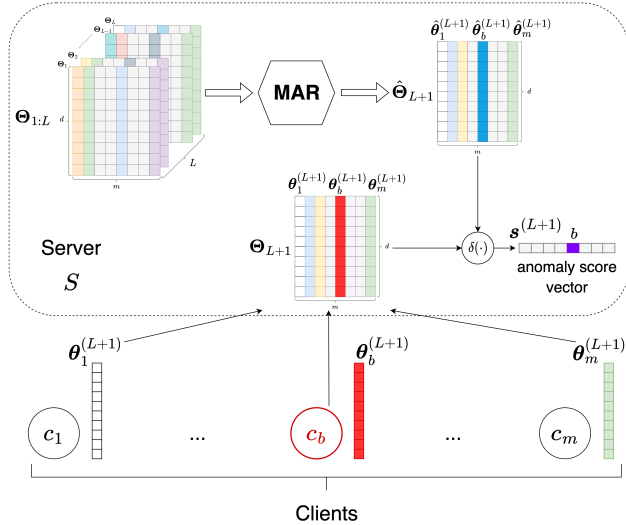 Θ_L
Θ_{L-1}
Θ_2
Θ_1
Θ_{1:L}
d
m
L
MAR
Θ̂_{L+1}
θ̂_1^{(L+1)} θ̂_b^{(L+1)} θ̂_m^{(L+1)}
d
m
θ_1^{(L+1)} θ_b^{(L+1)} θ_m^{(L+1)}
Θ_{L+1}
d
m
δ(·)
s^{(L+1)} b
anomaly score
vector
Server
S
θ_1^{(L+1)} θ_b^{(L+1)} θ_m^{(L+1)}
c_1 ... c_b ... c_m
Clients